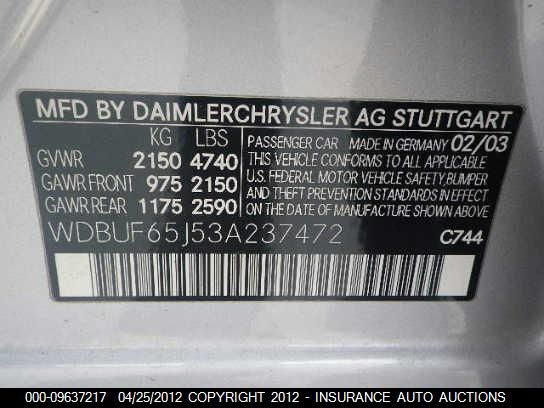 MFD BY DAIMLERCHRYSLER AG STUTTGART
KG LBS
GVWR 2150 4740
GAWR FRONT 975 2150
GAWR REAR 1175 2590
PASSENGER CAR MADE IN GERMANY 02/03
THIS VEHICLE CONFORMS TO ALL APPLICABLE
U.S. FEDERAL MOTOR VEHICLE SAFETY, BUMPER
AND THEFT PREVENTION STANDARDS IN EFFECT
ON THE DATE OF MANUFACTURE SHOWN ABOVE.
WDBUF65J53A237472 C744
000-09637217 04/25/2012 COPYRIGHT 2012 - INSURANCE AUTO AUCTIONS